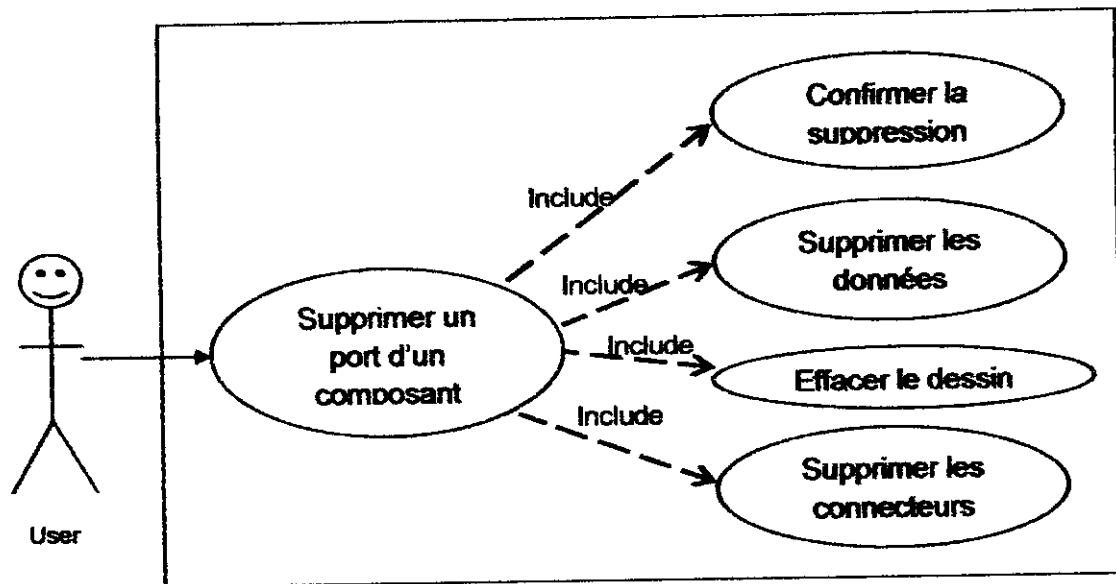 Confirmer la
suppression
Include
Supprimer les
données
Include
Supprimer un
port d'un
composant
Include
Effacer le dessin
Include
Supprimer les
connecteurs
User